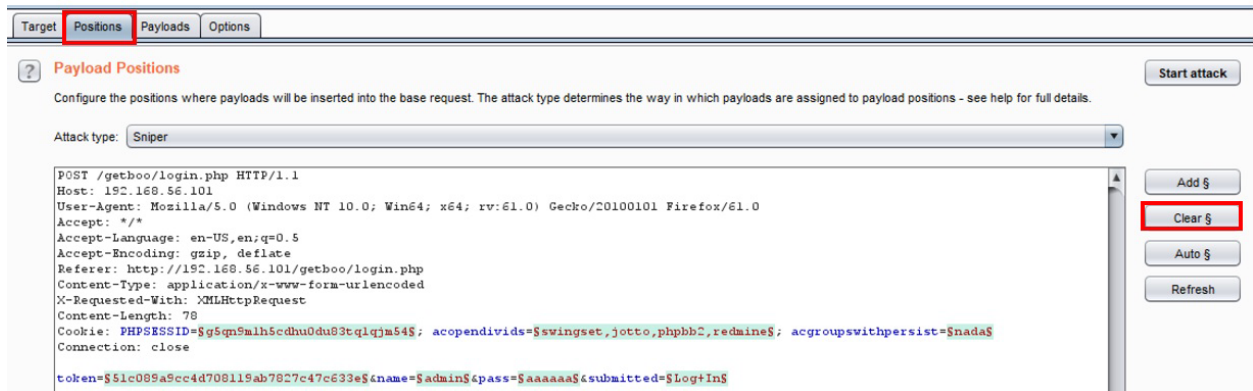 Target Positions Payloads Options
? Payload Positions
Start attack
Configure the positions where payloads will be inserted into the base request. The attack type determines the way in which payloads are assigned to payload positions - see help for full details.
Attack type: Sniper
POST /getboo/login.php HTTP/1.1
Host: 192.168.56.101
User-Agent: Mozilla/5.0 (Windows NT 10.0; Win64; x64; rv:61.0) Gecko/20100101 Firefox/61.0
Accept: */*
Accept-Language: en-US,en;q=0.5
Accept-Encoding: gzip, deflate
Referer: http://192.168.56.101/getboo/login.php
Content-Type: application/x-www-form-urlencoded
X-Requested-With: XMLHttpRequest
Content-Length: 78
Cookie: PHPSESSID=§g5qn9mlh5cdhu0du83tqlqjm54§; acopendivids=§swingset,jotto,phpbb2,redmine§; acgroupswithpersist=§nada§
Connection: close
token=§51c089a9cc4d708119ab7827c47c633e§&name=§admin§&pass=§aaaaaa§&submitted=§Log+In§
Add §
Clear §
Auto §
Refresh